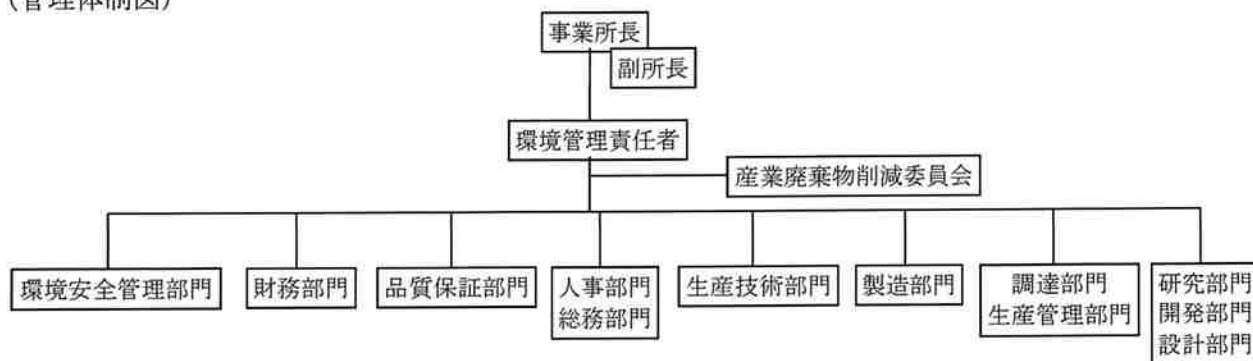 (管理体制図)
事業所長
副所長
環境管理責任者
産業廃棄物削減委員会
環境安全管理部門
財務部門
品質保証部門
人事部門
総務部門
生産技術部門
製造部門
調達部門
生産管理部門
研究部門
開発部門
設計部門